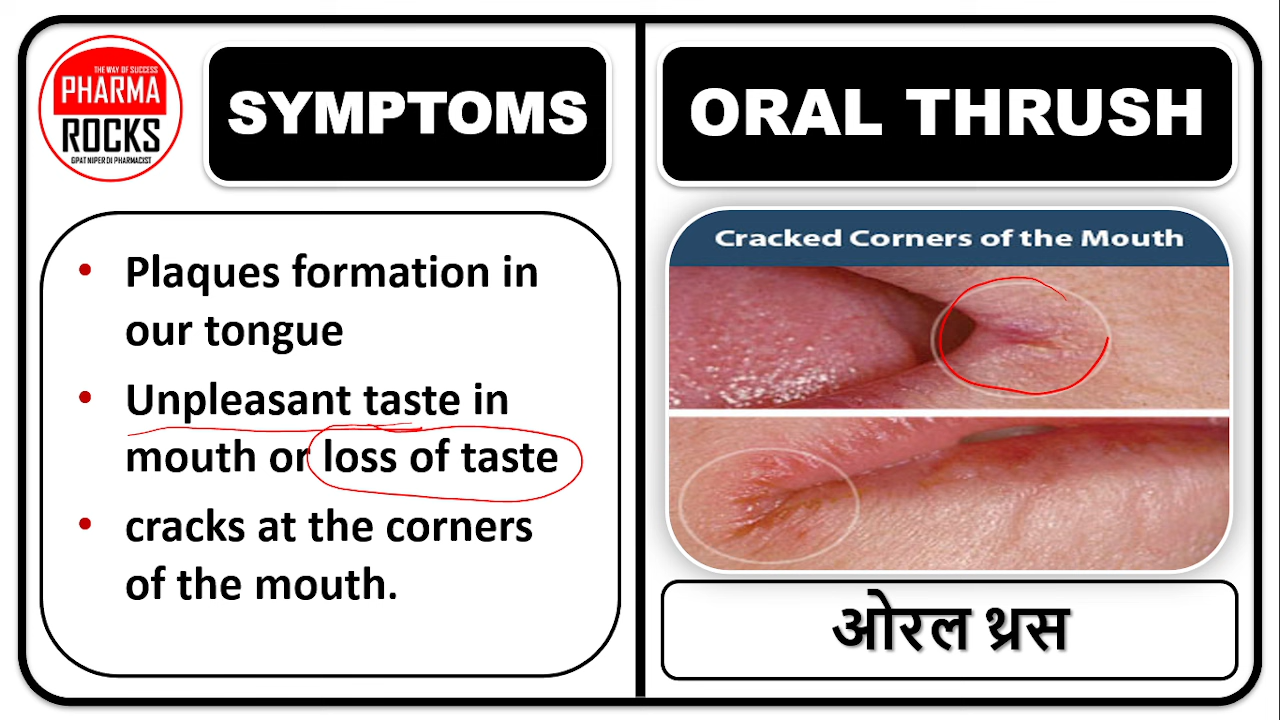 THE WAY OF SUCCESS
PHARMA
ROCKS
GPAT NIPER DI PHARMACIST
SYMPTOMS
• Plaques formation in
our tongue
• Unpleasant taste in
mouth or loss of taste
• cracks at the corners
of the mouth.
ORAL THRUSH
Cracked Corners of the Mouth
ओरल थ्रस